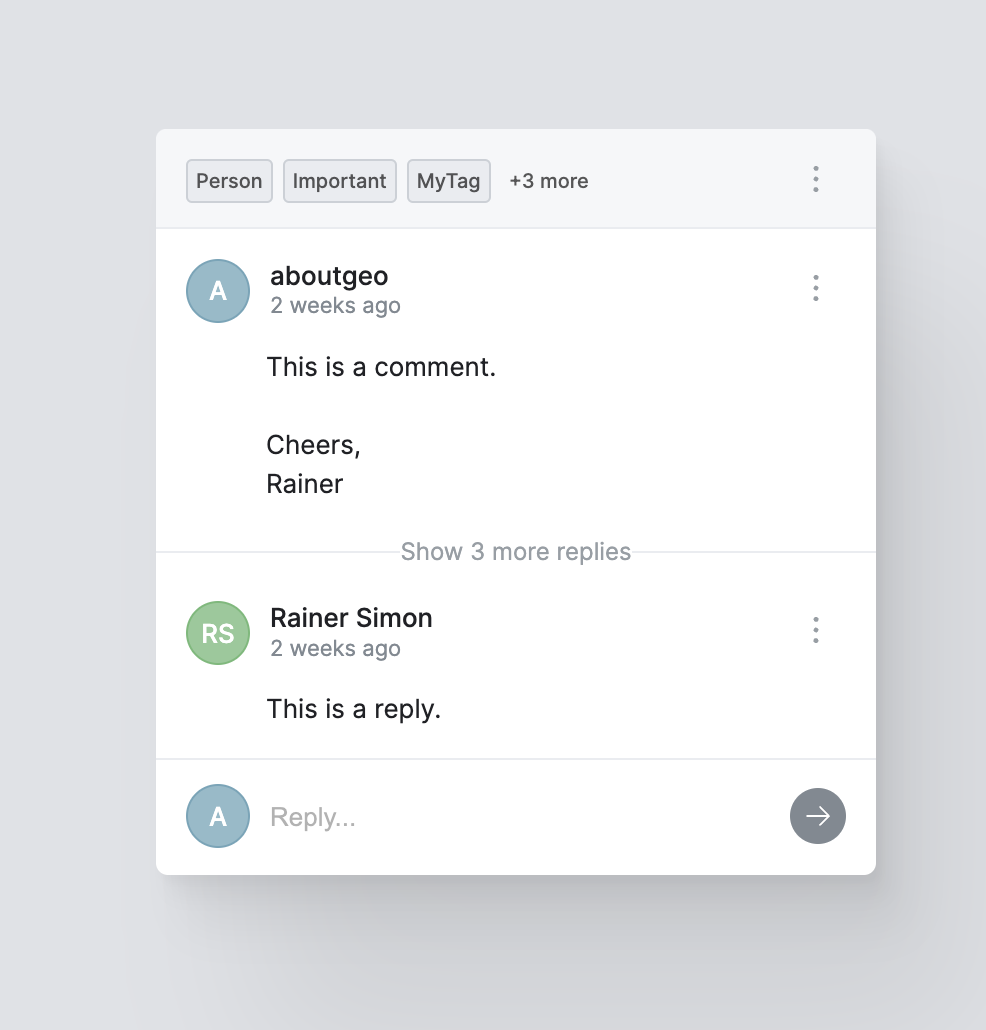 Person Important MyTag +3 more
A aboutgeo
2 weeks ago
This is a comment.
Cheers,
Rainer
Show 3 more replies
RS Rainer Simon
2 weeks ago
This is a reply.
A Reply...